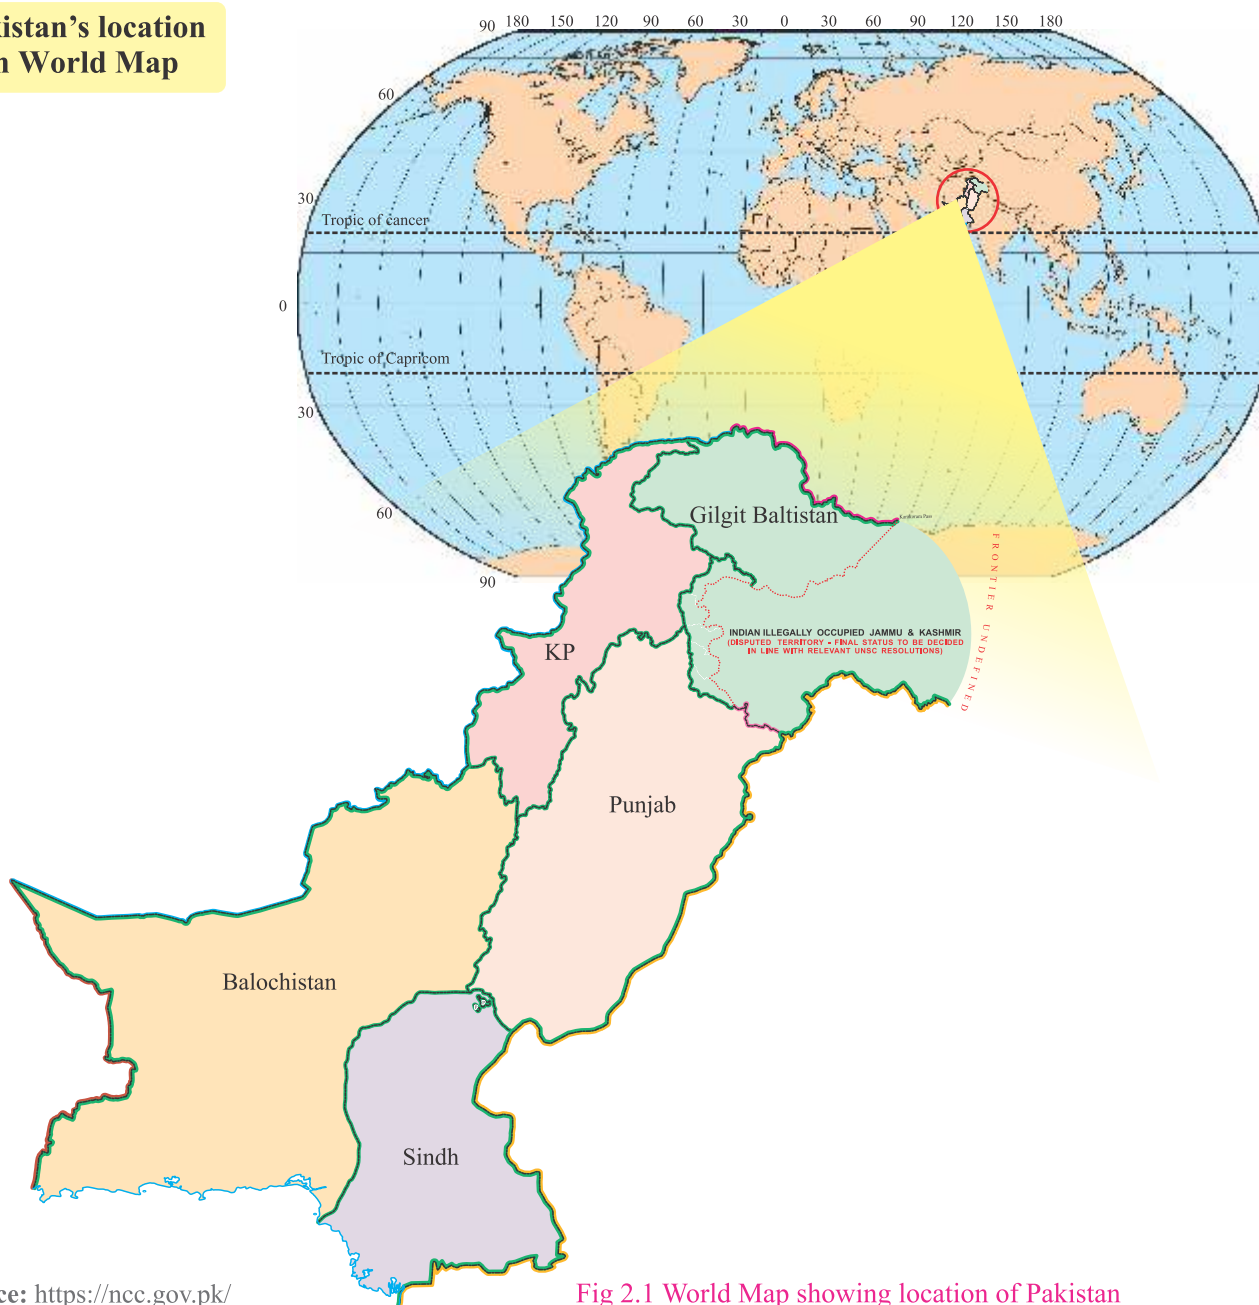 kistan’s location
n World Map
90 180 150 120 90 60 30 0 30 60 90 120 150 180
60
30
Tropic of cancer
0
Tropic of Capricorn
30
60
90
Gilgit Baltistan
Karakoram Pass
FRONTIER UNDEFINED
INDIAN ILLEGALLY OCCUPIED JAMMU & KASHMIR
(DISPUTED TERRITORY - FINAL STATUS TO BE DECIDED
IN LINE WITH RELEVANT UNSC RESOLUTIONS)
KP
Punjab
Balochistan
Sindh
ce: https://ncc.gov.pk/
Fig 2.1 World Map showing location of Pakistan